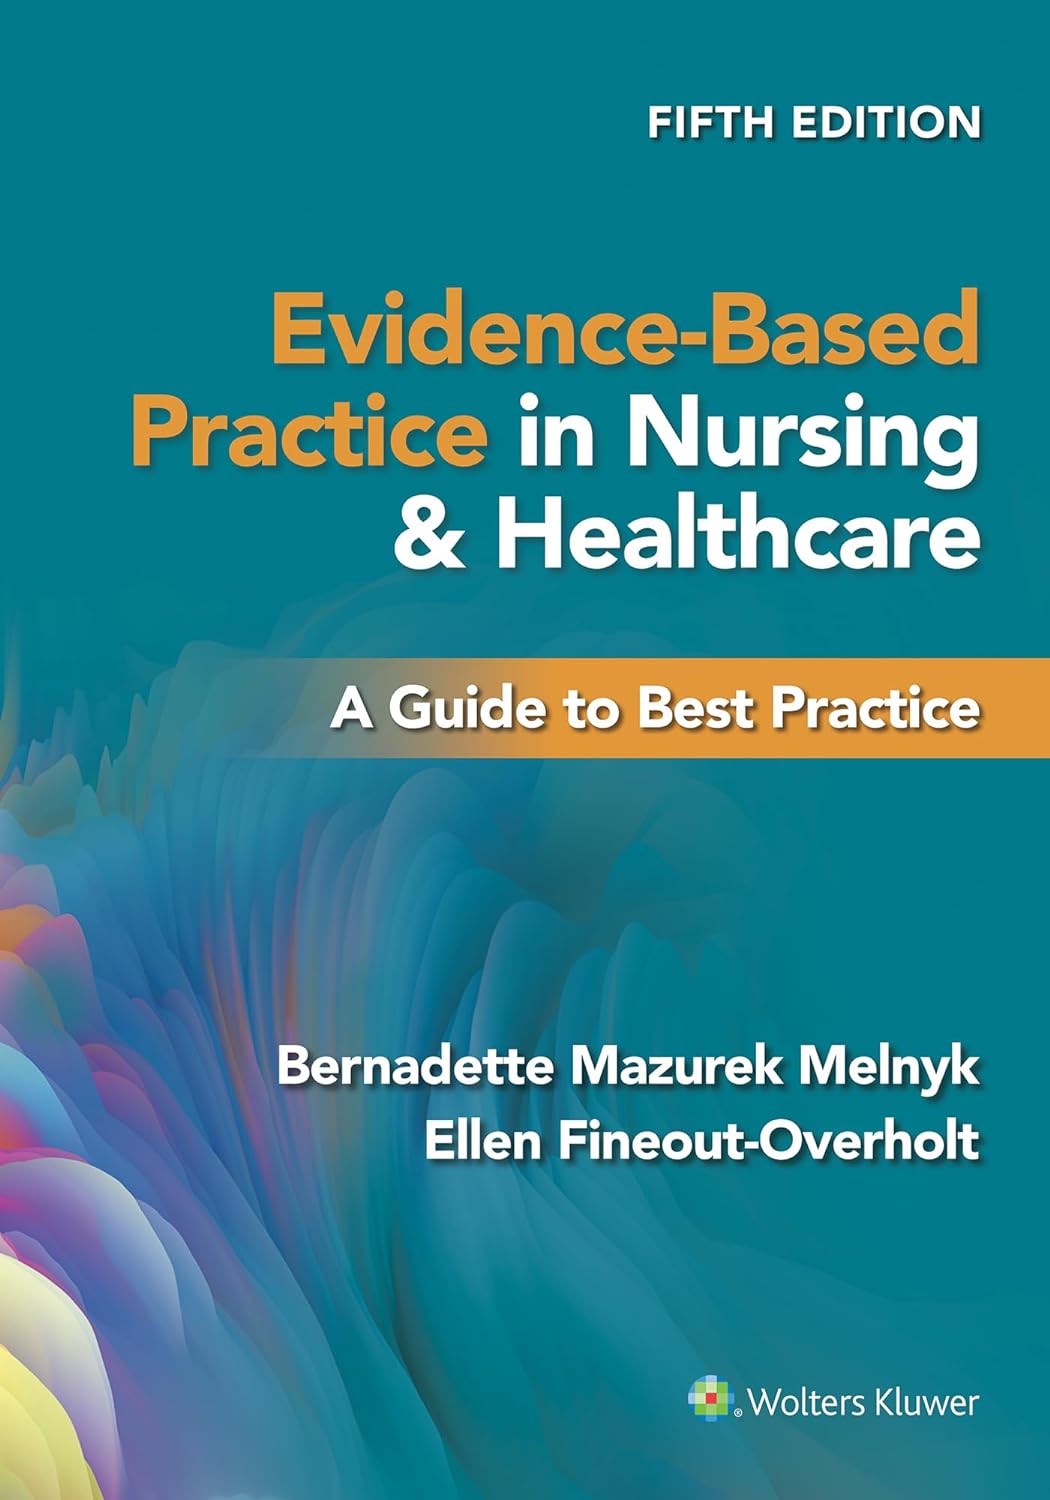 FIFTH EDITION
Evidence-Based
Practice in Nursing
& Healthcare
A Guide to Best Practice
Bernadette Mazurek Melnyk
Ellen Fineout-Overholt
® Wolters Kluwer